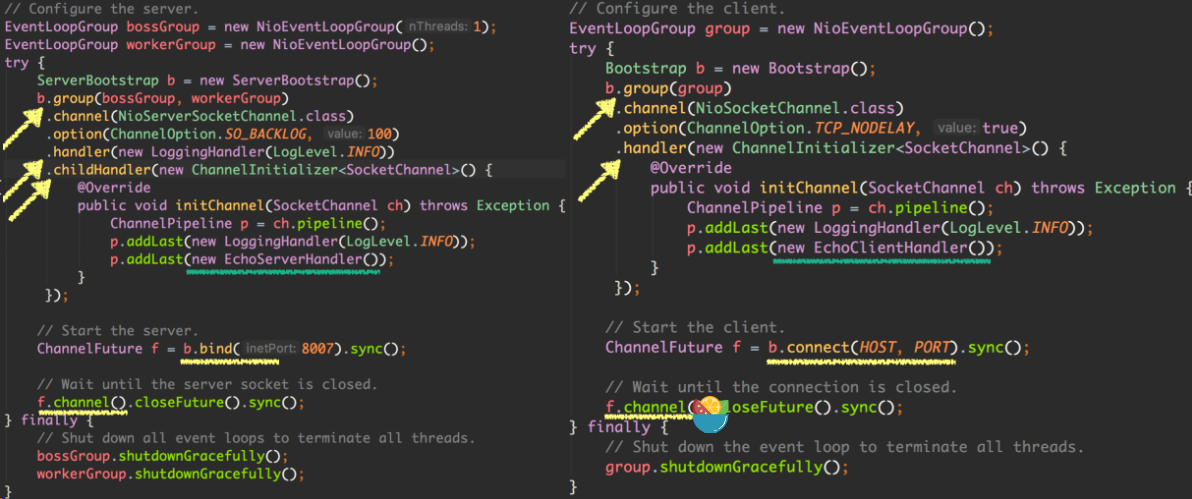 // Configure the server.
EventLoopGroup bossGroup = new NioEventLoopGroup( nThreads: 1);
EventLoopGroup workerGroup = new NioEventLoopGroup();
try {
ServerBootstrap b = new ServerBootstrap();
b.group(bossGroup, workerGroup)
.channel(NioServerSocketChannel.class)
.option(ChannelOption.SO_BACKLOG, value: 100)
.handler(new LoggingHandler(LogLevel.INFO))
.childHandler(new ChannelInitializer<SocketChannel>() {
@Override
public void initChannel(SocketChannel ch) throws Exception {
ChannelPipeline p = ch.pipeline();
p.addLast(new LoggingHandler(LogLevel.INFO));
p.addLast(new EchoServerHandler());
}
});
// Start the server.
ChannelFuture f = b.bind( inetPort: 8007).sync();
// Wait until the server socket is closed.
f.channel().closeFuture().sync();
} finally {
// Shut down all event loops to terminate all threads.
bossGroup.shutdownGracefully();
workerGroup.shutdownGracefully();
}
// Configure the client.
EventLoopGroup group = new NioEventLoopGroup();
try {
Bootstrap b = new Bootstrap();
b.group(group)
.channel(NioSocketChannel.class)
.option(ChannelOption.TCP_NODELAY, value: true)
.handler(new ChannelInitializer<SocketChannel>() {
@Override
public void initChannel(SocketChannel ch) throws Exception {
ChannelPipeline p = ch.pipeline();
p.addLast(new LoggingHandler(LogLevel.INFO));
p.addLast(new EchoClientHandler());
}
});
// Start the client.
ChannelFuture f = b.connect(HOST, PORT).sync();
// Wait until the connection is closed.
f.channel loseFuture().sync();
} finally {
// Shut down the event loop to terminate all threads.
group.shutdownGracefully();
}